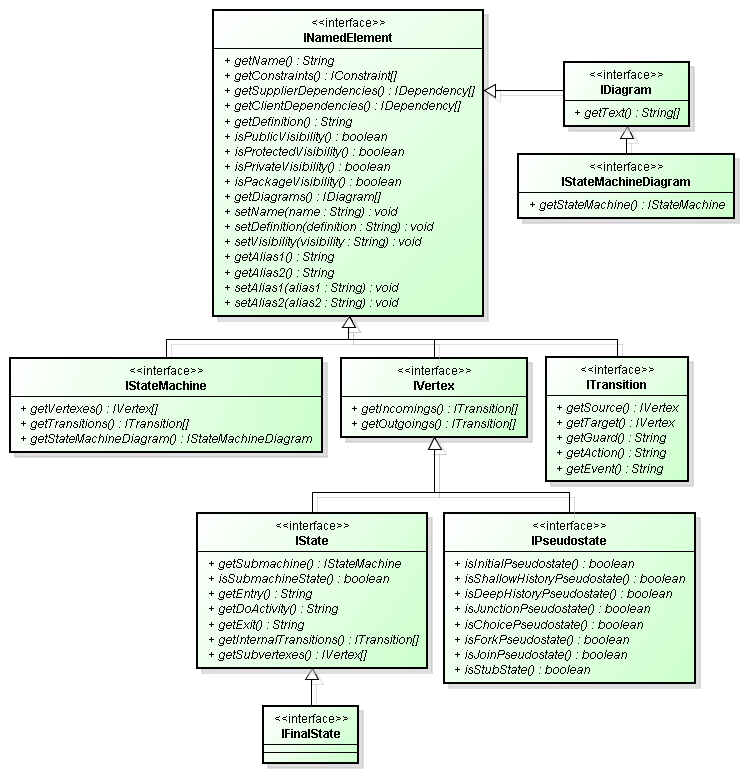 <<interface>>
INamedElement
+ getName() : String
+ getConstraints() : IConstraint[]
+ getSupplierDependencies() : IDependency[]
+ getClientDependencies() : IDependency[]
+ getDefinition() : String
+ isPublicVisibility() : boolean
+ isProtectedVisibility() : boolean
+ isPrivateVisibility() : boolean
+ isPackageVisibility() : boolean
+ getDiagrams() : IDiagram[]
+ setName(name : String) : void
+ setDefinition(definition : String) : void
+ setVisibility(visibility : String) : void
+ getAlias1() : String
+ getAlias2() : String
+ setAlias1(alias1 : String) : void
+ setAlias2(alias2 : String) : void
<<interface>>
IDiagram
+ getText() : String[]
<<interface>>
IStateMachineDiagram
+ getStateMachine() : IStateMachine
<<interface>>
IStateMachine
+ getVertexes() : IVertex[]
+ getTransitions() : ITransition[]
+ getStateMachineDiagram() : IStateMachineDiagram
<<interface>>
IVertex
+ getIncomings() : ITransition[]
+ getOutgoings() : ITransition[]
<<interface>>
ITransition
+ getSource() : IVertex
+ getTarget() : IVertex
+ getGuard() : String
+ getAction() : String
+ getEvent() : String
<<interface>>
IState
+ getSubmachine() : IStateMachine
+ isSubmachineState() : boolean
+ getEntry() : String
+ getDoActivity() : String
+ getExit() : String
+ getInternalTransitions() : ITransition[]
+ getSubvertexes() : IVertex[]
<<interface>>
IPseudostate
+ isInitialPseudostate() : boolean
+ isShallowHistoryPseudostate() : boolean
+ isDeepHistoryPseudostate() : boolean
+ isJunctionPseudostate() : boolean
+ isChoicePseudostate() : boolean
+ isForkPseudostate() : boolean
+ isJoinPseudostate() : boolean
+ isStubState() : boolean
<<interface>>
IFinalState